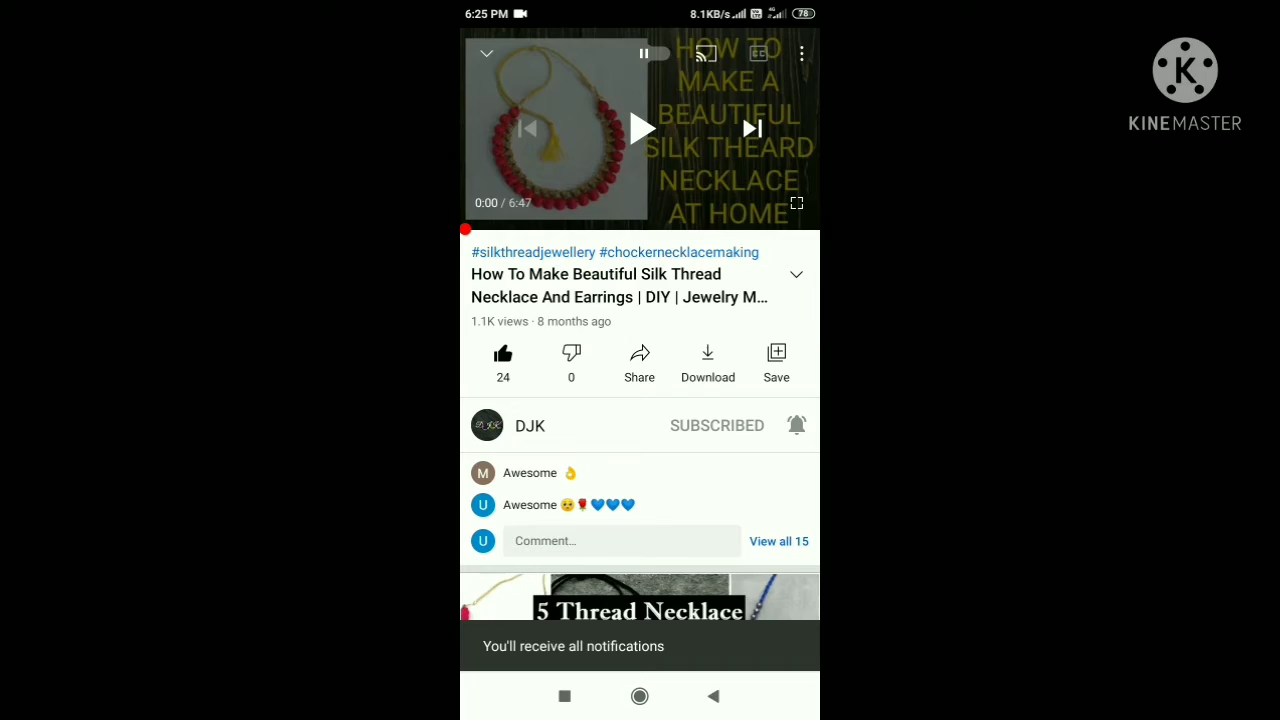 6:25 PM
8.1KB/s
78
HOW TO
MAKE A
BEAUTIFUL
SILK THEARD
NECKLACE
AT HOME
CC
0:00 / 6:47
#silkthreadjewellery #chockernecklacemaking
How To Make Beautiful Silk Thread
Necklace And Earrings | DIY | Jewelry M...
1.1K views · 8 months ago
24
0
Share
Download
Save
DJK
SUBSCRIBED
M
Awesome 👌
U
Awesome 🥺🌹💙💙💙
U
Comment...
View all 15
5 Thread Necklace
You'll receive all notifications
K
KINEMASTER